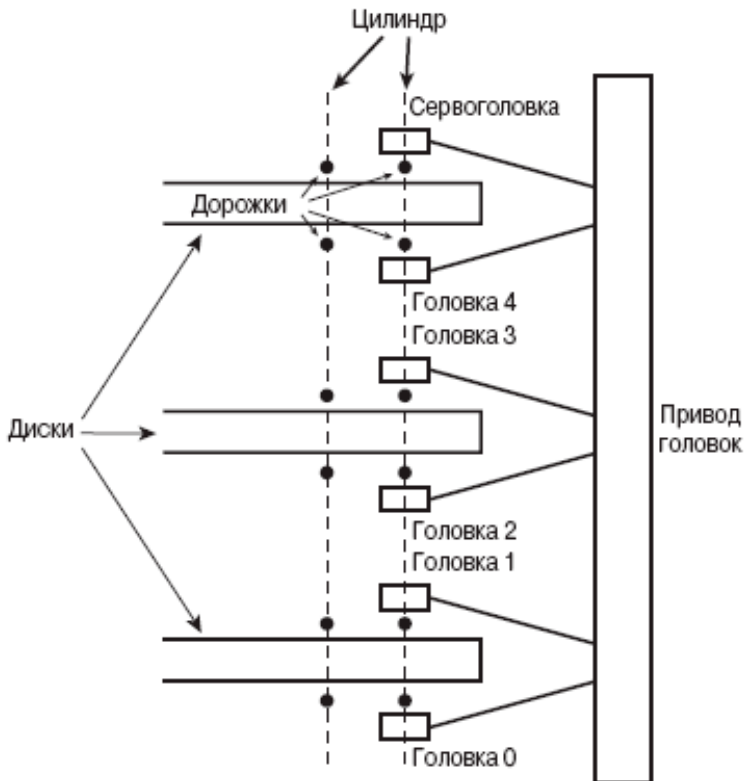 Цилиндр
Сервоголовка
Дорожки
Головка 4
Головка 3
Диски
Привод
головок
Головка 2
Головка 1
Головка 0